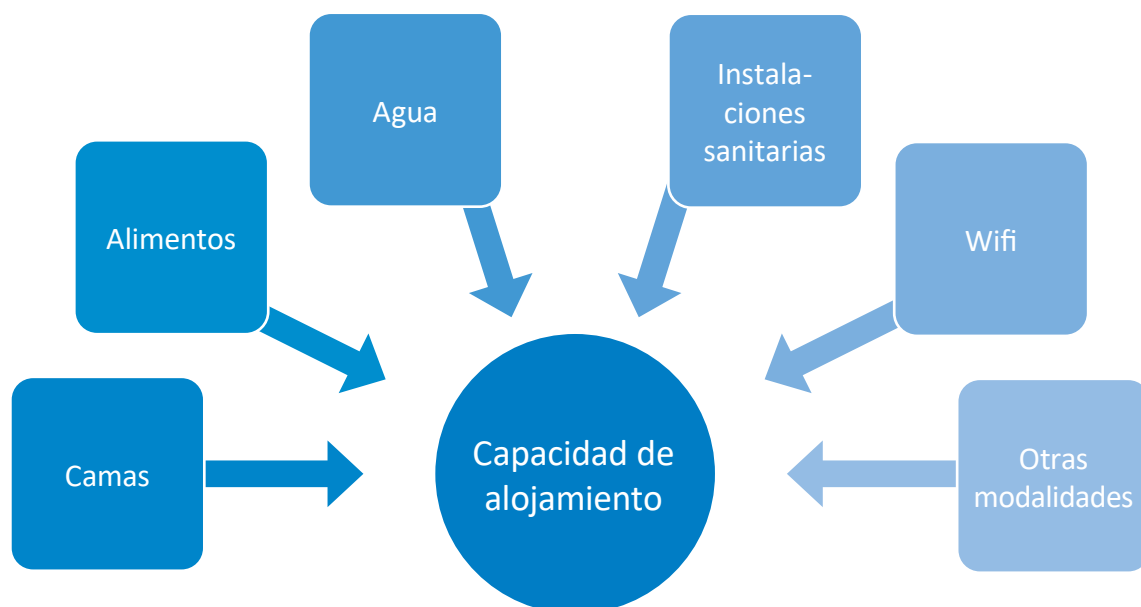 Instala-
ciones
sanitarias
Agua
Alimentos
Wifi
Camas
Capacidad de
alojamiento
Otras
modalidades